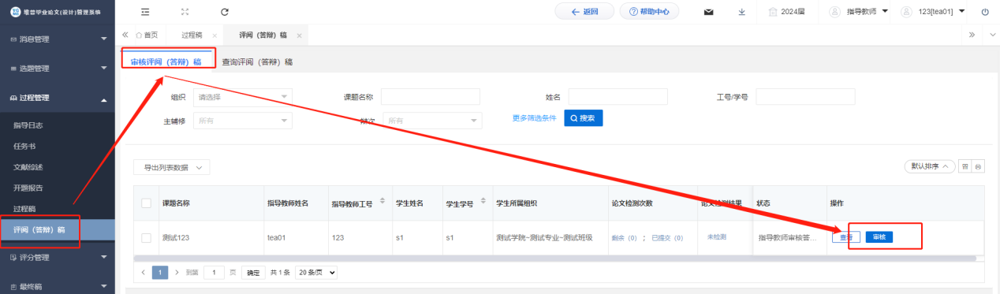 维普毕业论文(设计)管理系统
返回
帮助中心
2024届
指导教师
123[tea01]
消息管理
首页
过程稿
评阅（答辩）稿
选题管理
审核评阅（答辩）稿
查询评阅（答辩）稿
过程管理
组织 请选择
课题名称
姓名
工号/学号
指导日志
主辅修 所有
辩次 所有
更多筛选条件
搜索
任务书
文献综述
导出列表数据
默认排序
开题报告
过程稿
课题名称 指导教师姓名 指导教师工号 学生姓名 学生学号 学生所属组织 论文检测次数 论文检测结果 状态 操作
评阅（答辩）稿
测试123 tea01 123 s1 s1 测试学院~测试专业~测试班级 剩余（0）； 已提交（0） 未检测 指导教师审核答... 查看 审核
评分管理
1 到第 1 页 确定 共 1 条 20 条/页
最终稿